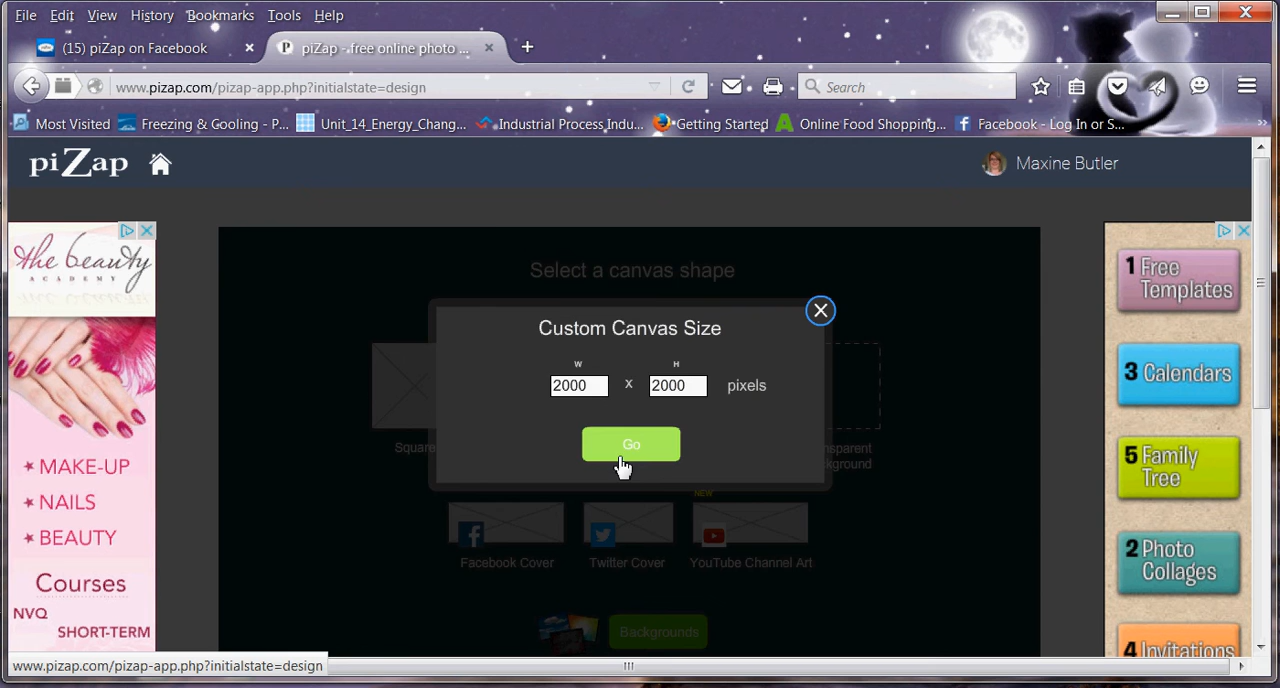 File Edit View History Bookmarks Tools Help
(15) piZap on Facebook
P piZap - free online photo ...
www.pizap.com/pizap-app.php?initialstate=design
Search
Most Visited Freezing & Gooling - P... Unit_14_Energy_Chang... Industrial Process Indu... Getting Started Online Food Shopping... Facebook - Log In or S...
piZap
Maxine Butler
the beauty
ACADEMY
MAKE-UP
NAILS
BEAUTY
Courses
NVQ
SHORT-TERM
Select a canvas shape
Custom Canvas Size
W H
2000 x 2000 pixels
Go
Square
NEW
Facebook Cover
Twitter Cover
YouTube Channel Art
Backgrounds
1 Free Templates
3 Calendars
5 Family Tree
2 Photo Collages
4 Invitations
www.pizap.com/pizap-app.php?initialstate=design